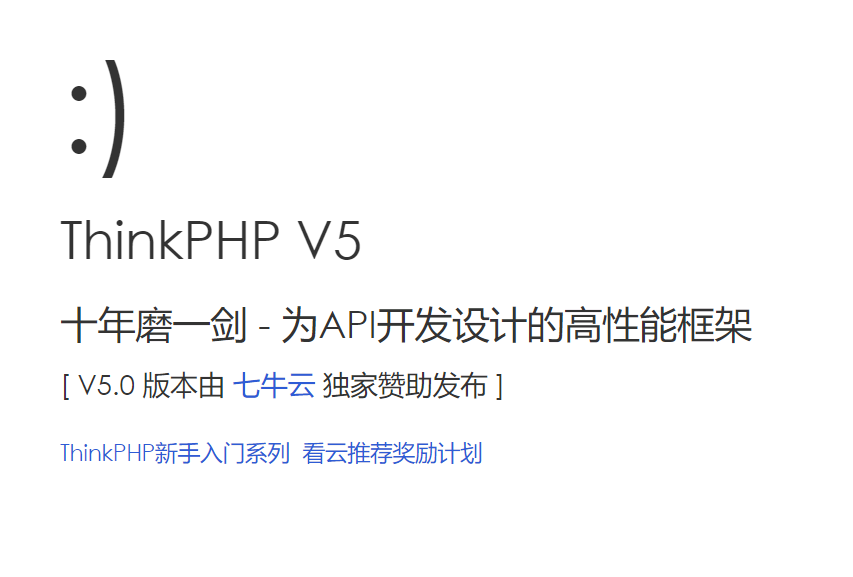 :)
ThinkPHP V5
十年磨一剑 - 为API开发设计的高性能框架
[ V5.0 版本由 七牛云 独家赞助发布 ]
ThinkPHP新手入门系列 看云推荐奖励计划